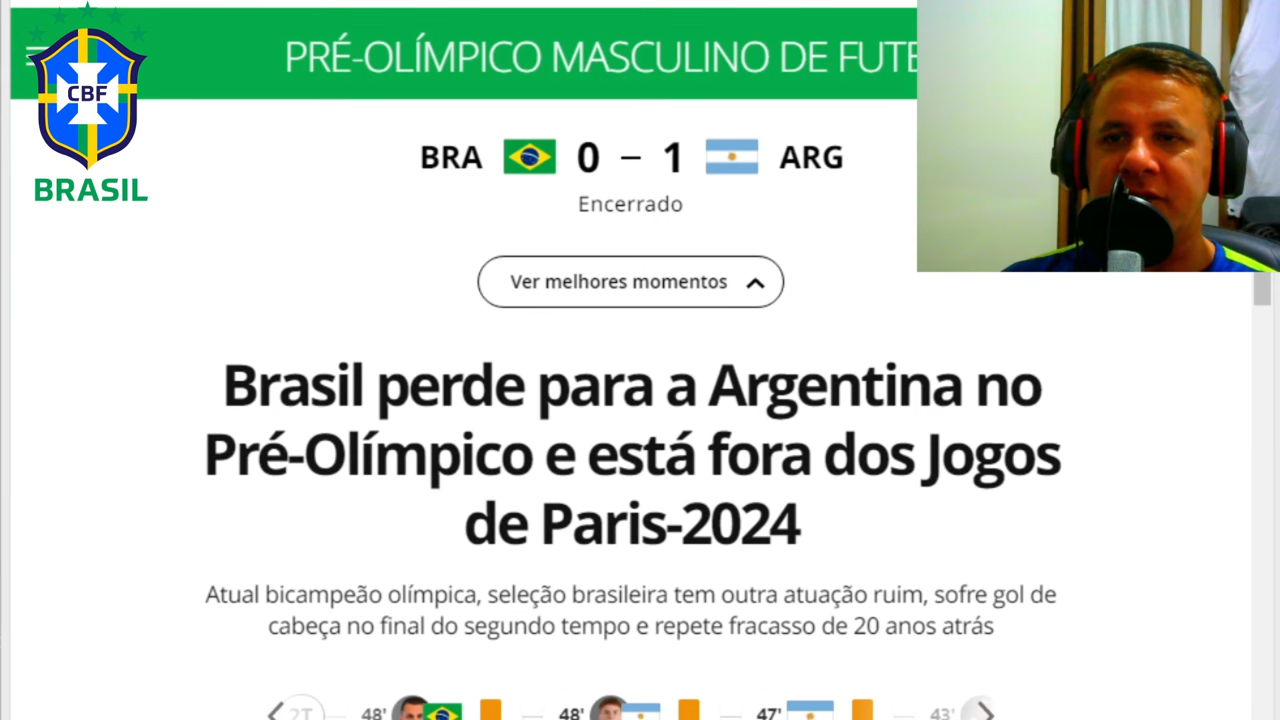 CBF
BRASIL
PRÉ-OLÍMPICO MASCULINO DE FUTE
BRA 0 – 1 ARG
Encerrado
Ver melhores momentos
Brasil perde para a Argentina no
Pré-Olímpico e está fora dos Jogos
de Paris-2024
Atual bicampeão olímpica, seleção brasileira tem outra atuação ruim, sofre gol de
cabeça no final do segundo tempo e repete fracasso de 20 anos atrás
2T 48' 48' 47' 43'